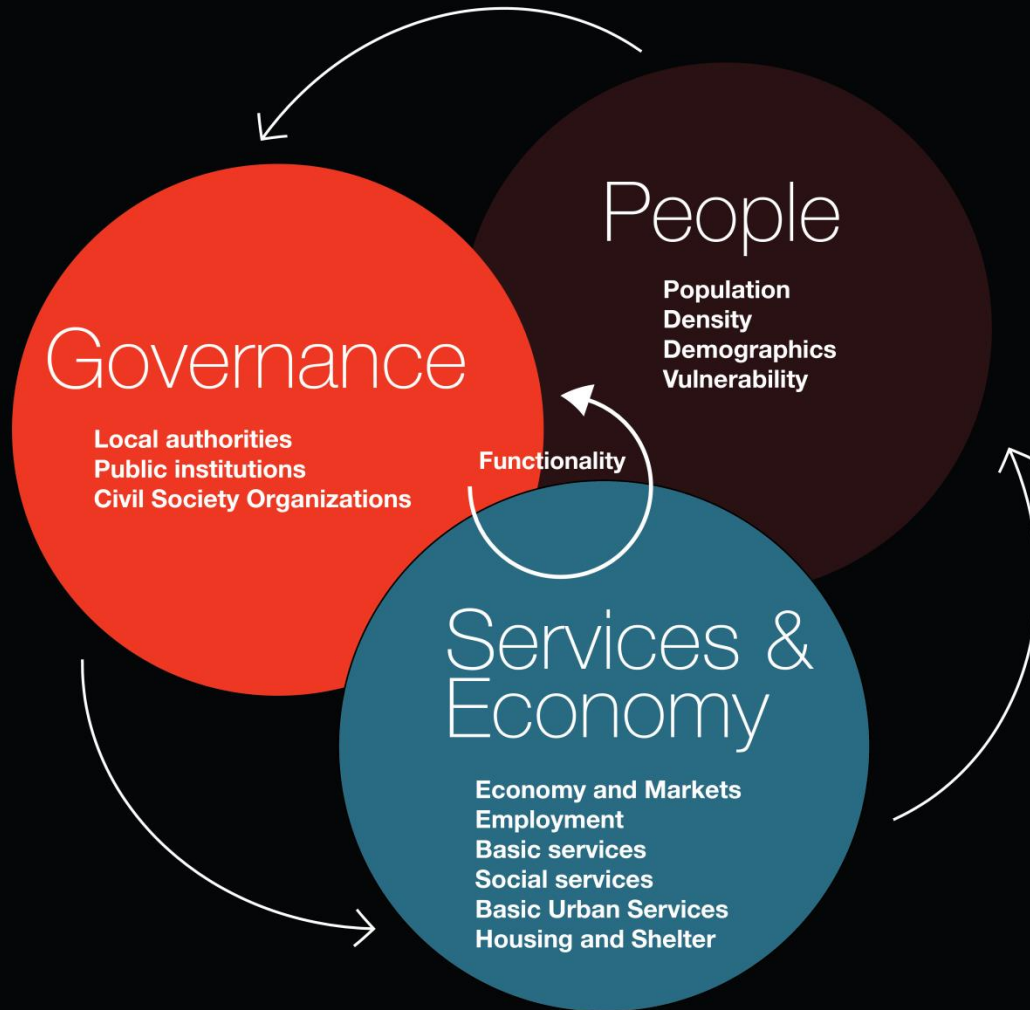 People
Population
Density
Demographics
Vulnerability
Governance
Local authorities
Public institutions
Civil Society Organizations
Functionality
Services &
Economy
Economy and Markets
Employment
Basic services
Social services
Basic Urban Services
Housing and Shelter